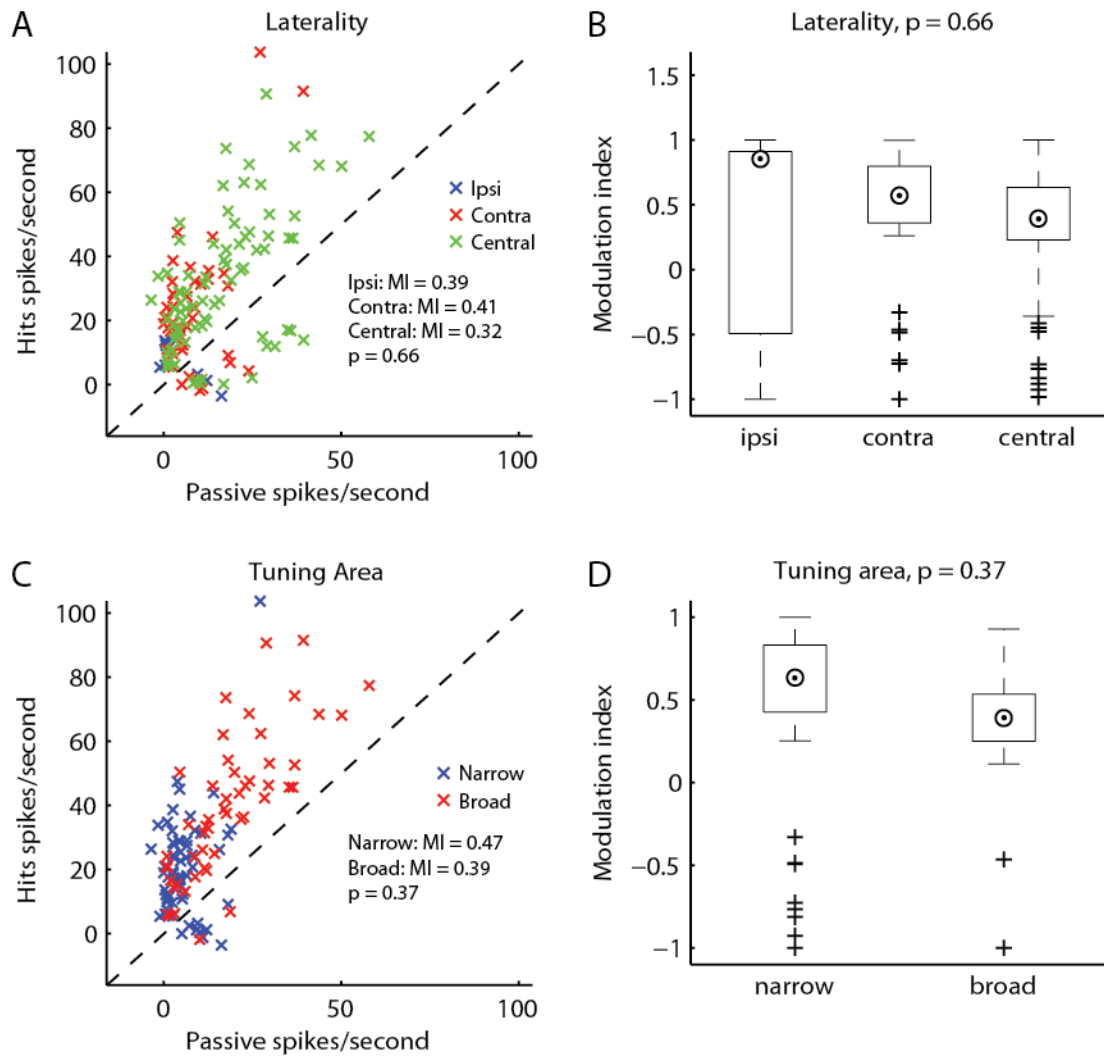 A
Laterality
Hits spikes/second
100
80
60
40
20
0
× Ipsi
× Contra
× Central
Ipsi: MI = 0.39
Contra: MI = 0.41
Central: MI = 0.32
p = 0.66
0
50
100
Passive spikes/second
B
Laterality, p = 0.66
Modulation index
1.5
1
0.5
0
−0.5
−1
ipsi
contra
central
C
Tuning Area
Hits spikes/second
100
80
60
40
20
0
× Narrow
× Broad
Narrow: MI = 0.47
Broad: MI = 0.39
p = 0.37
0
50
100
Passive spikes/second
D
Tuning area, p = 0.37
Modulation index
1
0.5
0
−0.5
−1
narrow
broad